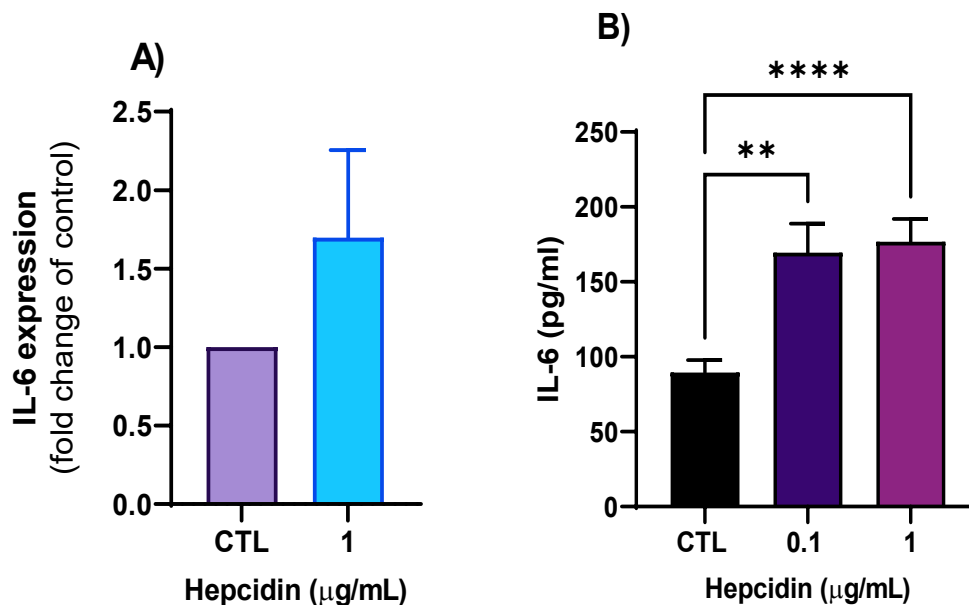 A)
IL-6 expression
(fold change of control)
2.5
2.0
1.5
1.0
0.5
0.0
CTL
1
Hepcidin (μg/mL)
B)
****
**
IL-6 (pg/ml)
250
200
150
100
50
0
CTL
0.1
1
Hepcidin (μg/mL)